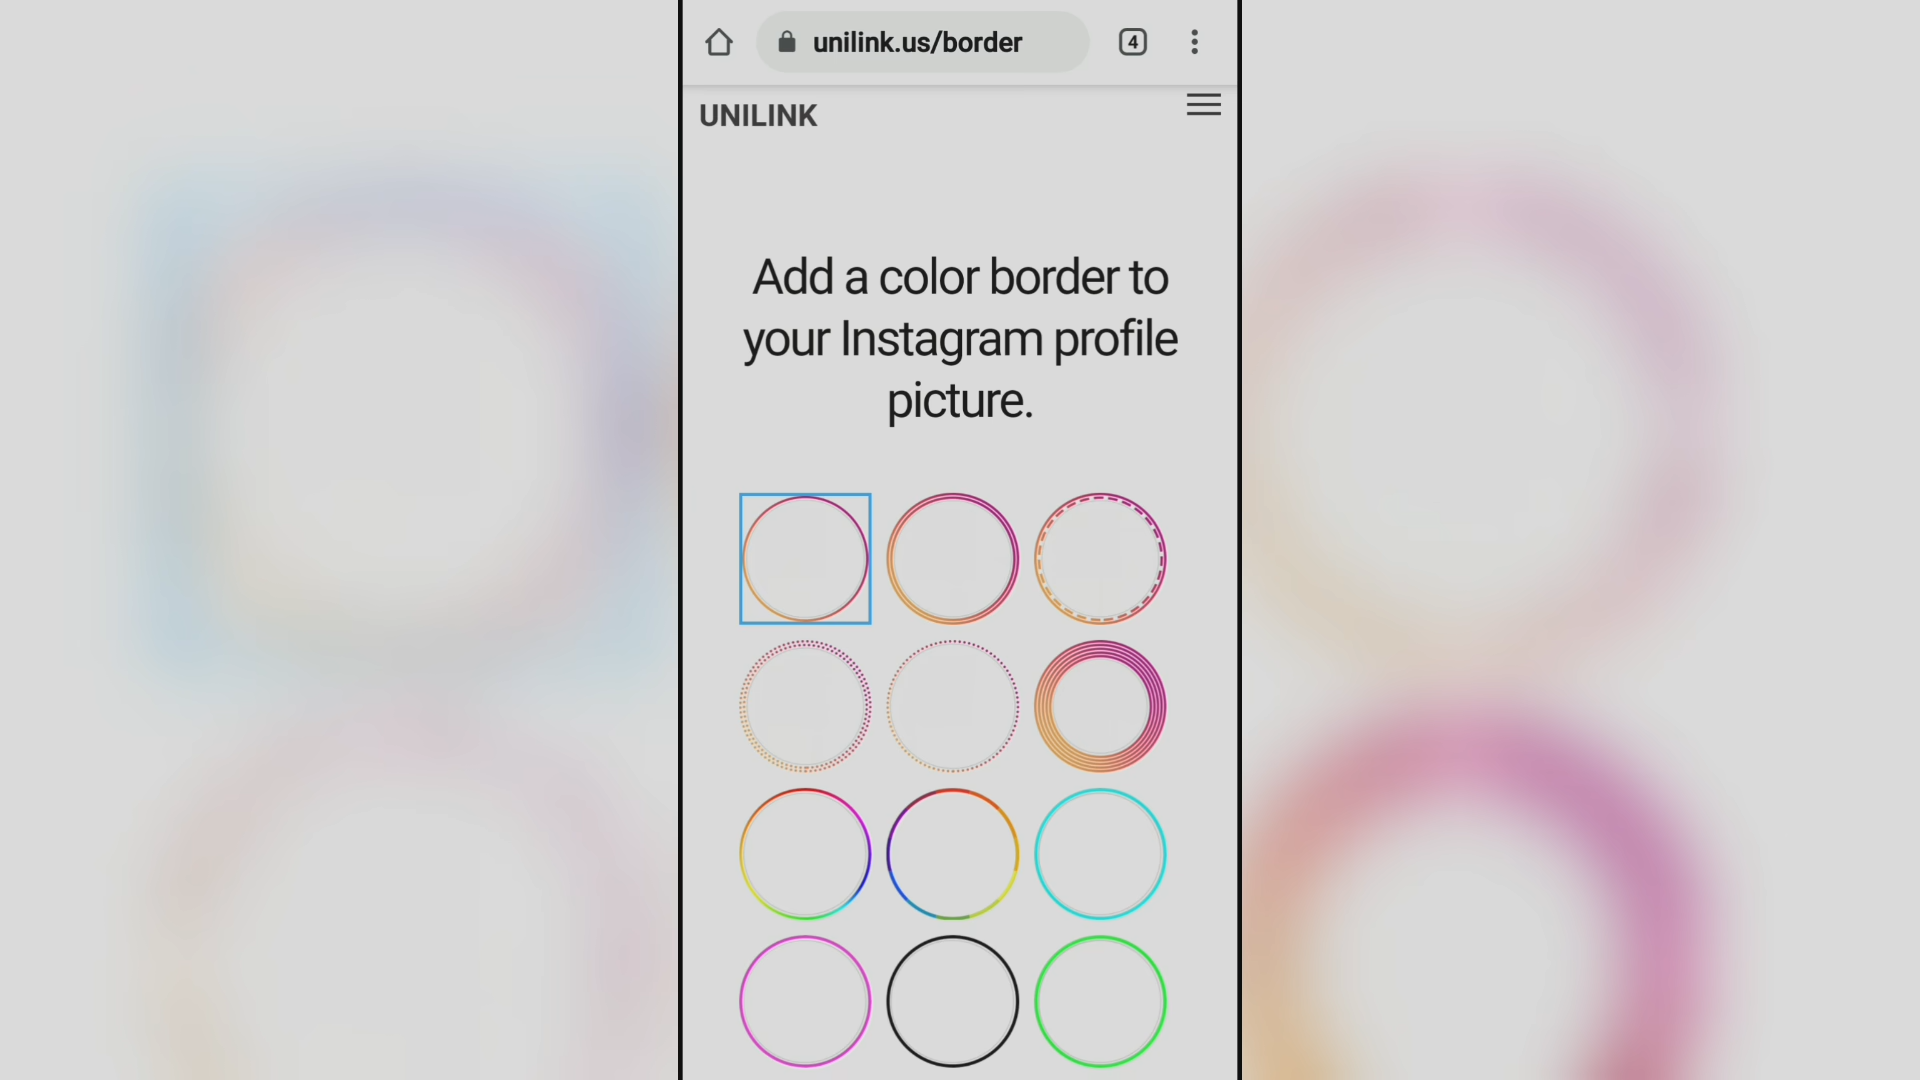 unilink.us/border
4
UNILINK
Add a color border to
your Instagram profile
picture.